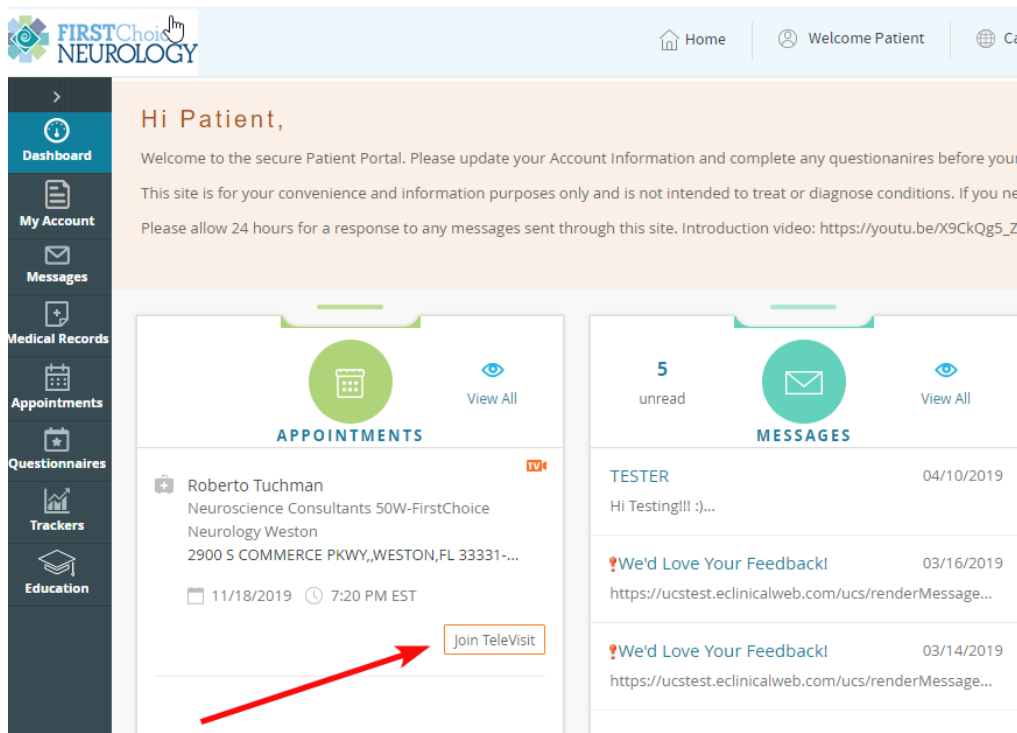 FIRSTChoice
NEUROLOGY
Home
Welcome Patient
Dashboard
My Account
Messages
Medical Records
Appointments
Questionnaires
Trackers
Education
Hi Patient,
Welcome to the secure Patient Portal. Please update your Account Information and complete any questionanires before your
This site is for your convenience and information purposes only and is not intended to treat or diagnose conditions. If you ne
Please allow 24 hours for a response to any messages sent through this site. Introduction video: https://youtu.be/X9CkQg5_Z
View All
APPOINTMENTS
TV
Roberto Tuchman
Neuroscience Consultants 50W-FirstChoice
Neurology Weston
2900 S COMMERCE PKWY,,WESTON,FL 33331-...
11/18/2019 7:20 PM EST
Join TeleVisit
5
unread
View All
MESSAGES
TESTER 04/10/2019
Hi Testing!!! :)...
We'd Love Your Feedback! 03/16/2019
https://ucstest.eclinicalweb.com/ucs/renderMessage...
We'd Love Your Feedback! 03/14/2019
https://ucstest.eclinicalweb.com/ucs/renderMessage...